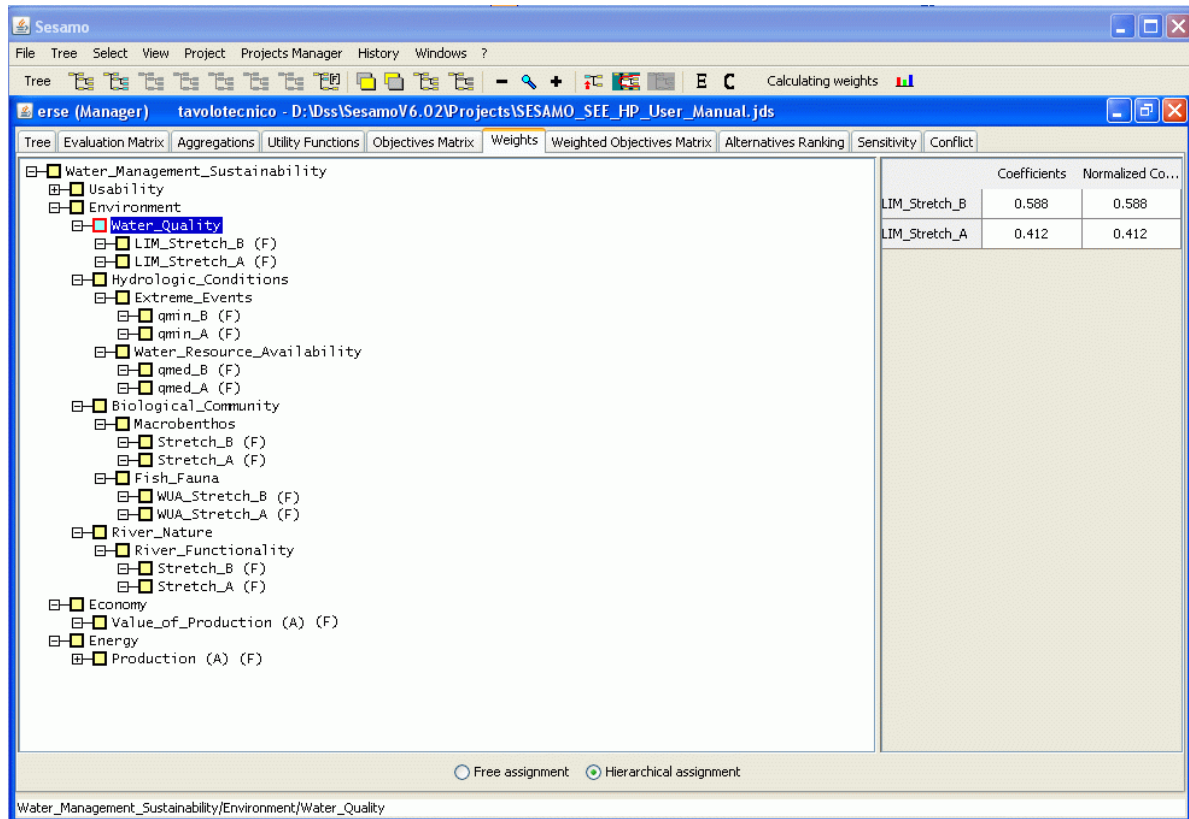 Sesamo
File Tree Select View Project Projects Manager History Windows ?
Tree E C Calculating weights
erse (Manager) tavolotecnico - D:\Dss\SesamoV6.02\Projects\SESAMO_SEE_HP_User_Manual.jds
Tree Evaluation Matrix Aggregations Utility Functions Objectives Matrix Weights Weighted Objectives Matrix Alternatives Ranking Sensitivity Conflict
Water_Management_Sustainability
Usability
Environment
Water_Quality
LIM_Stretch_B (F)
LIM_Stretch_A (F)
Hydrologic_Conditions
Extreme_Events
qmin_B (F)
qmin_A (F)
Water_Resource_Availability
qmed_B (F)
qmed_A (F)
Biological_Community
Macrobenthos
Stretch_B (F)
Stretch_A (F)
Fish_Fauna
WUA_Stretch_B (F)
WUA_Stretch_A (F)
River_Nature
River_Functionality
Stretch_B (F)
Stretch_A (F)
Economy
Value_of_Production (A) (F)
Energy
Production (A) (F)
Coefficients Normalized Co...
LIM_Stretch_B 0.588 0.588
LIM_Stretch_A 0.412 0.412
Free assignment Hierarchical assignment
Water_Management_Sustainability/Environment/Water_Quality